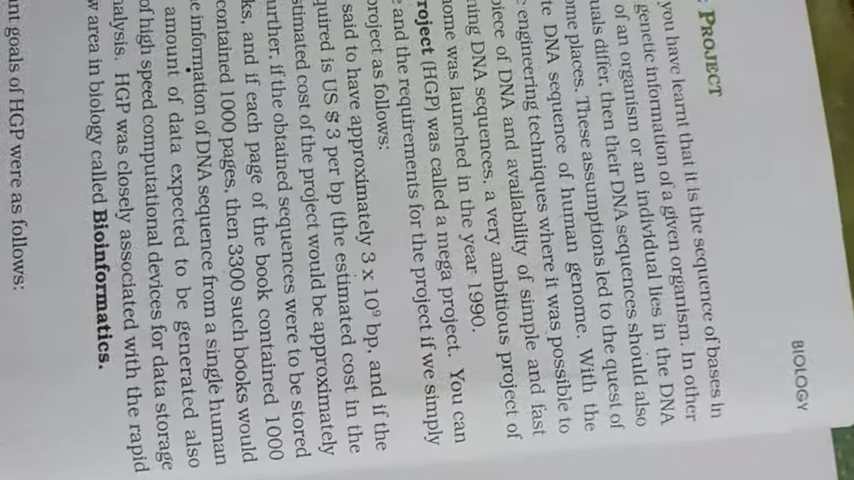 BIOLOGY
: PROJECT
you have learnt that it is the sequence of bases in
genetic information of a given organism. In other
of an organism or an individual lies in the DNA
uals differ, then their DNA sequences should also
ome places. These assumptions led to the quest of
te DNA sequence of human genome. With the
engineering techniques where it was possible to
piece of DNA and availability of simple and fast
ning DNA sequences, a very ambitious project of
nome was launched in the year 1990.
roject (HGP) was called a mega project. You can
e and the requirements for the project if we simply
project as follows:
said to have approximately 3 x 10⁹ bp, and if the
quired is US $ 3 per bp (the estimated cost in the
stimated cost of the project would be approximately
urther, if the obtained sequences were to be stored
ks, and if each page of the book contained 1000
contained 1000 pages, then 3300 such books would
e information of DNA sequence from a single human
amount of data expected to be generated also
of high speed computational devices for data storage
nalysis. HGP was closely associated with the rapid
w area in biology called Bioinformatics.
nt goals of HGP were as follows: